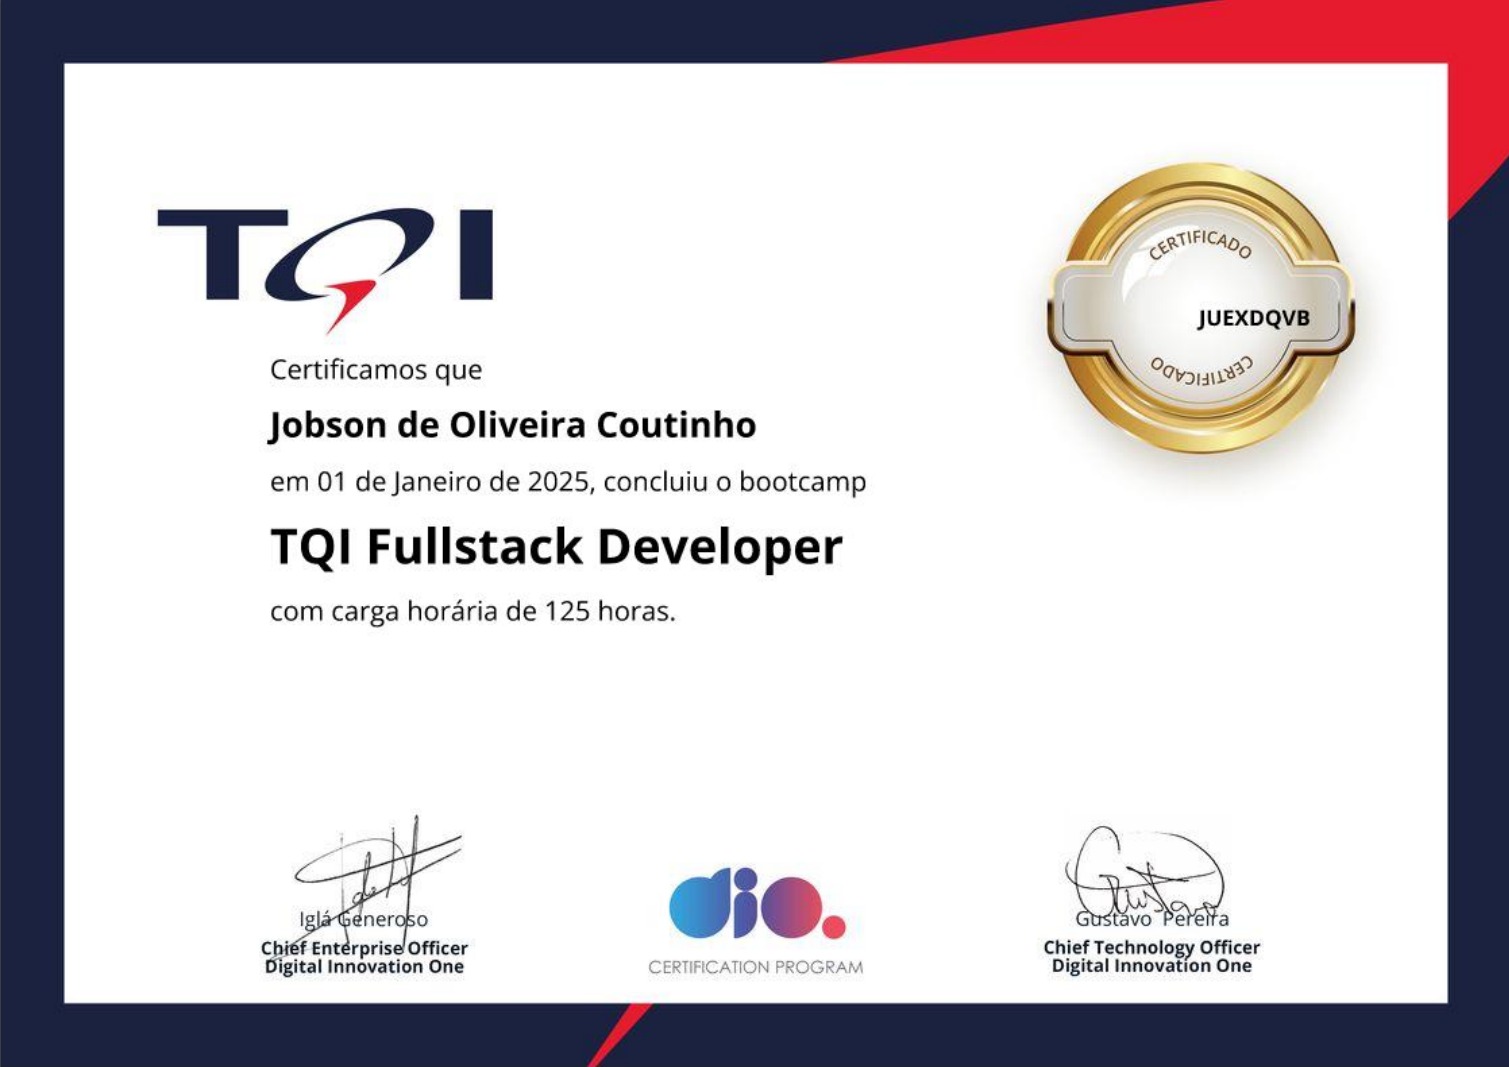 TQI
CERTIFICADO
JUEXDQVB
CERTIFICADO
Certificamos que
Jobson de Oliveira Coutinho
em 01 de Janeiro de 2025, concluiu o bootcamp
TQI Fullstack Developer
com carga horária de 125 horas.
Iglá Generoso
Chief Enterprise Officer
Digital Innovation One
dio.
CERTIFICATION PROGRAM
Gustavo
Gustavo Pereira
Chief Technology Officer
Digital Innovation One